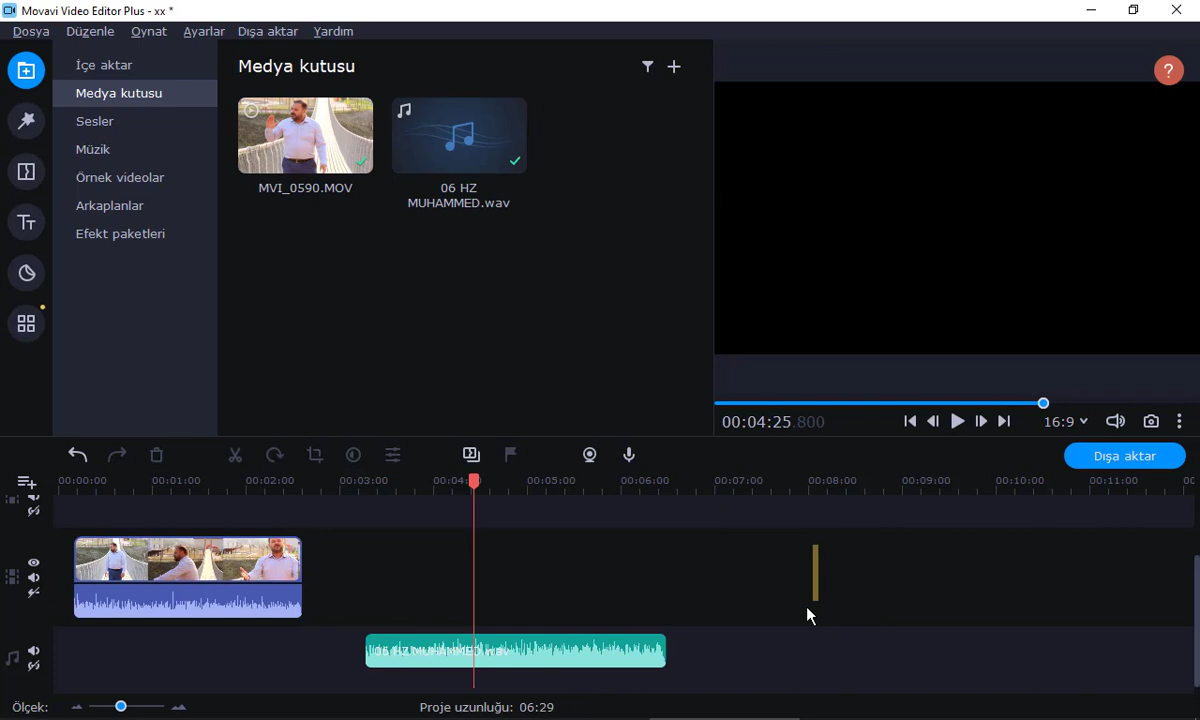 Movavi Video Editor Plus - xx *
Dosya Düzenle Oynat Ayarlar Dışa aktar Yardım
İçe aktar
Medya kutusu
Sesler
Müzik
Örnek videolar
Arkaplanlar
Efekt paketleri
Medya kutusu
MVI_0590.MOV
06 HZ
MUHAMMED.wav
?
00:04:25.800
16:9
Dışa aktar
00:00:00 00:01:00 00:02:00 00:03:00 00:04: 00:05:00 00:06:00 00:07:00 00:08:00 00:09:00 00:10:00 00:11:00
06 HZ MUHAMMED.wav
Ölçek:
Proje uzunluğu: 06:29